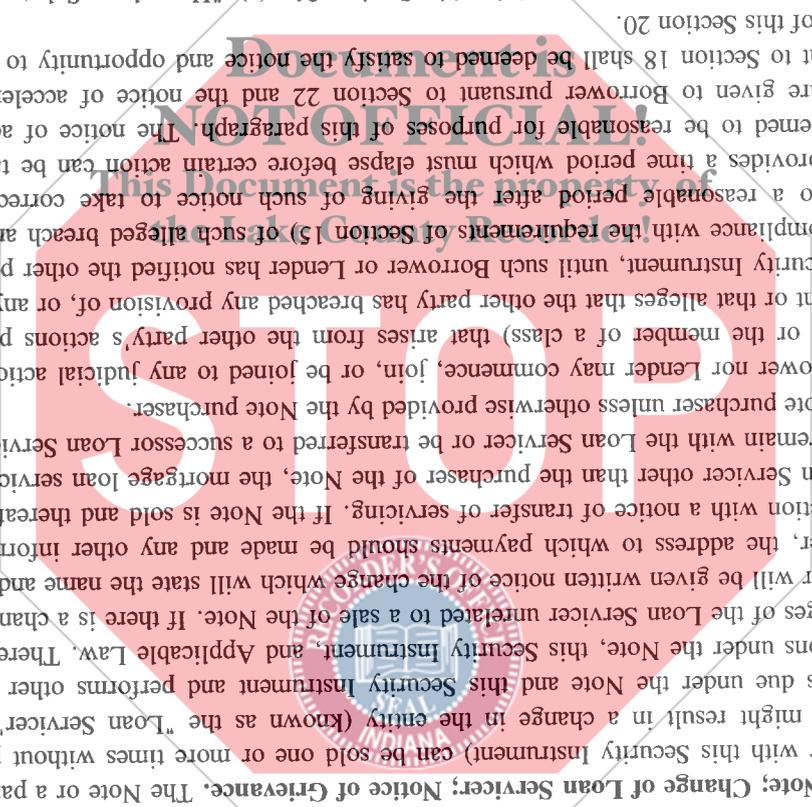 Note; Change of Loan Servicer; Notice of Grievance. The Note or a pa
r with this Security Instrument) can be sold one or more times without
might result in a change in the entity (known as the "Loan Servicer"
s due under the Note and this Security Instrument and performs other
ons under the Note, this Security Instrument, and Applicable Law. There
ges of the Loan Servicer unrelated to a sale of the Note. If there is a chan
r will be given written notice of the change which will state the name and
er, the address to which payments should be made and any other inform
ction with a notice of transfer of servicing. If the Note is sold and thereaf
n Servicer other than the purchaser of the Note, the mortgage loan servic
remain with the Loan Servicer or be transferred to a successor Loan Servi
ote purchaser unless otherwise provided by the Note purchaser.
ower nor Lender may commence, join, or be joined to any judicial actio
or the member of a class) that arises from the other party's actions p
nt or that alleges that the other party has breached any provision of, or any
curity Instrument, until such Borrower or Lender has notified the other p
ompliance with the requirements of Section 15) of such alleged breach an
o a reasonable period after the giving of such notice to take correc
provides a time period which must elapse before certain action can be ta
emed to be reasonable for purposes of this paragraph. The notice of ac
are given to Borrower pursuant to Section 22 and the notice of acceler
nt to Section 18 shall be deemed to satisfy the notice and opportunity to
of this Section 20.
Document is
NOT OFFICIAL!
This Document is the property of
the Lake County Recorder!
STOP
RECORDER'S OFFICE
SEAL
INDIANA